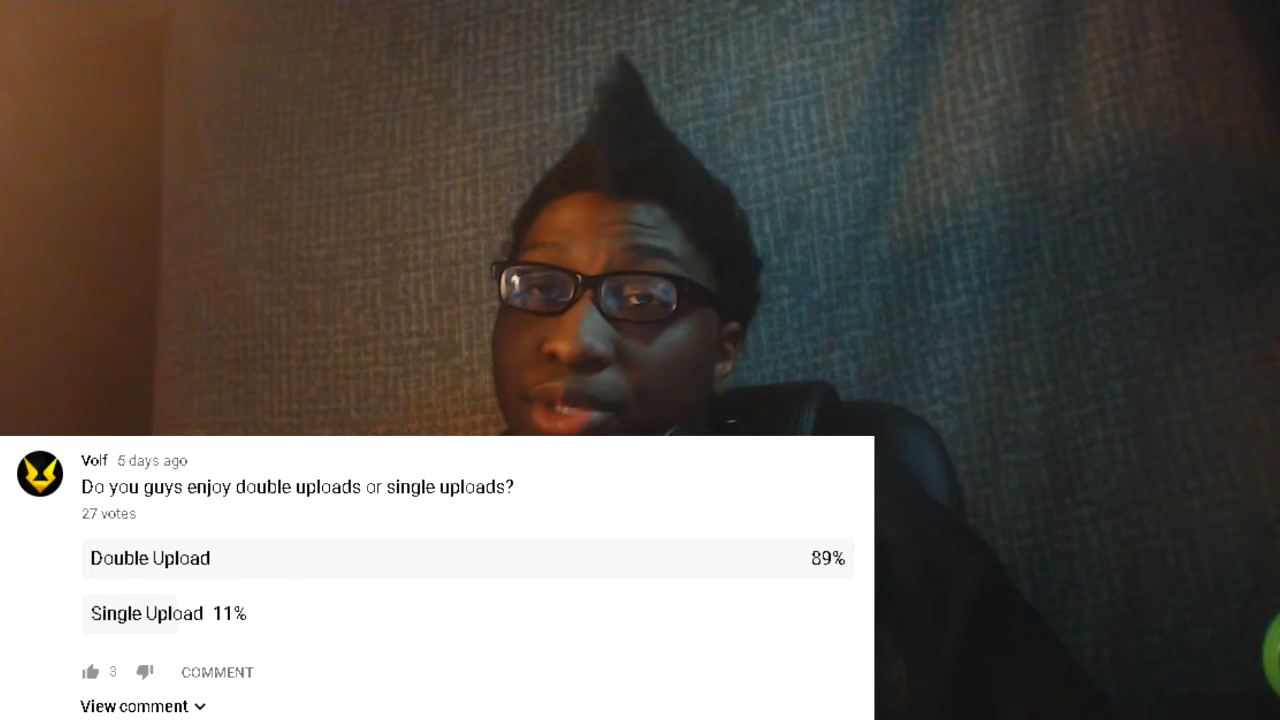 Volf 5 days ago
Do you guys enjoy double uploads or single uploads?
27 votes
Double Upload 89%
Single Upload 11%
3 COMMENT
View comment